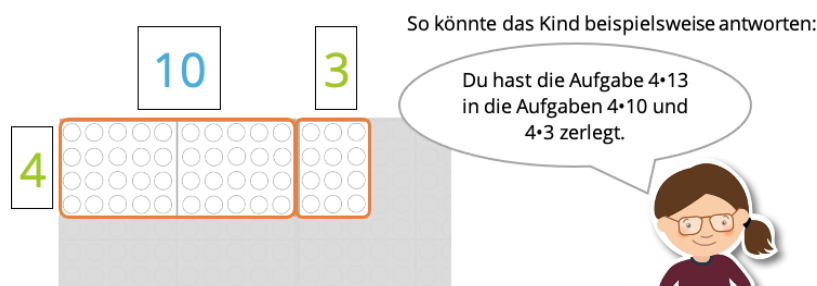 So könnte das Kind beispielsweise antworten:
10
3
4
Du hast die Aufgabe 4•13
in die Aufgaben 4•10 und
4•3 zerlegt.